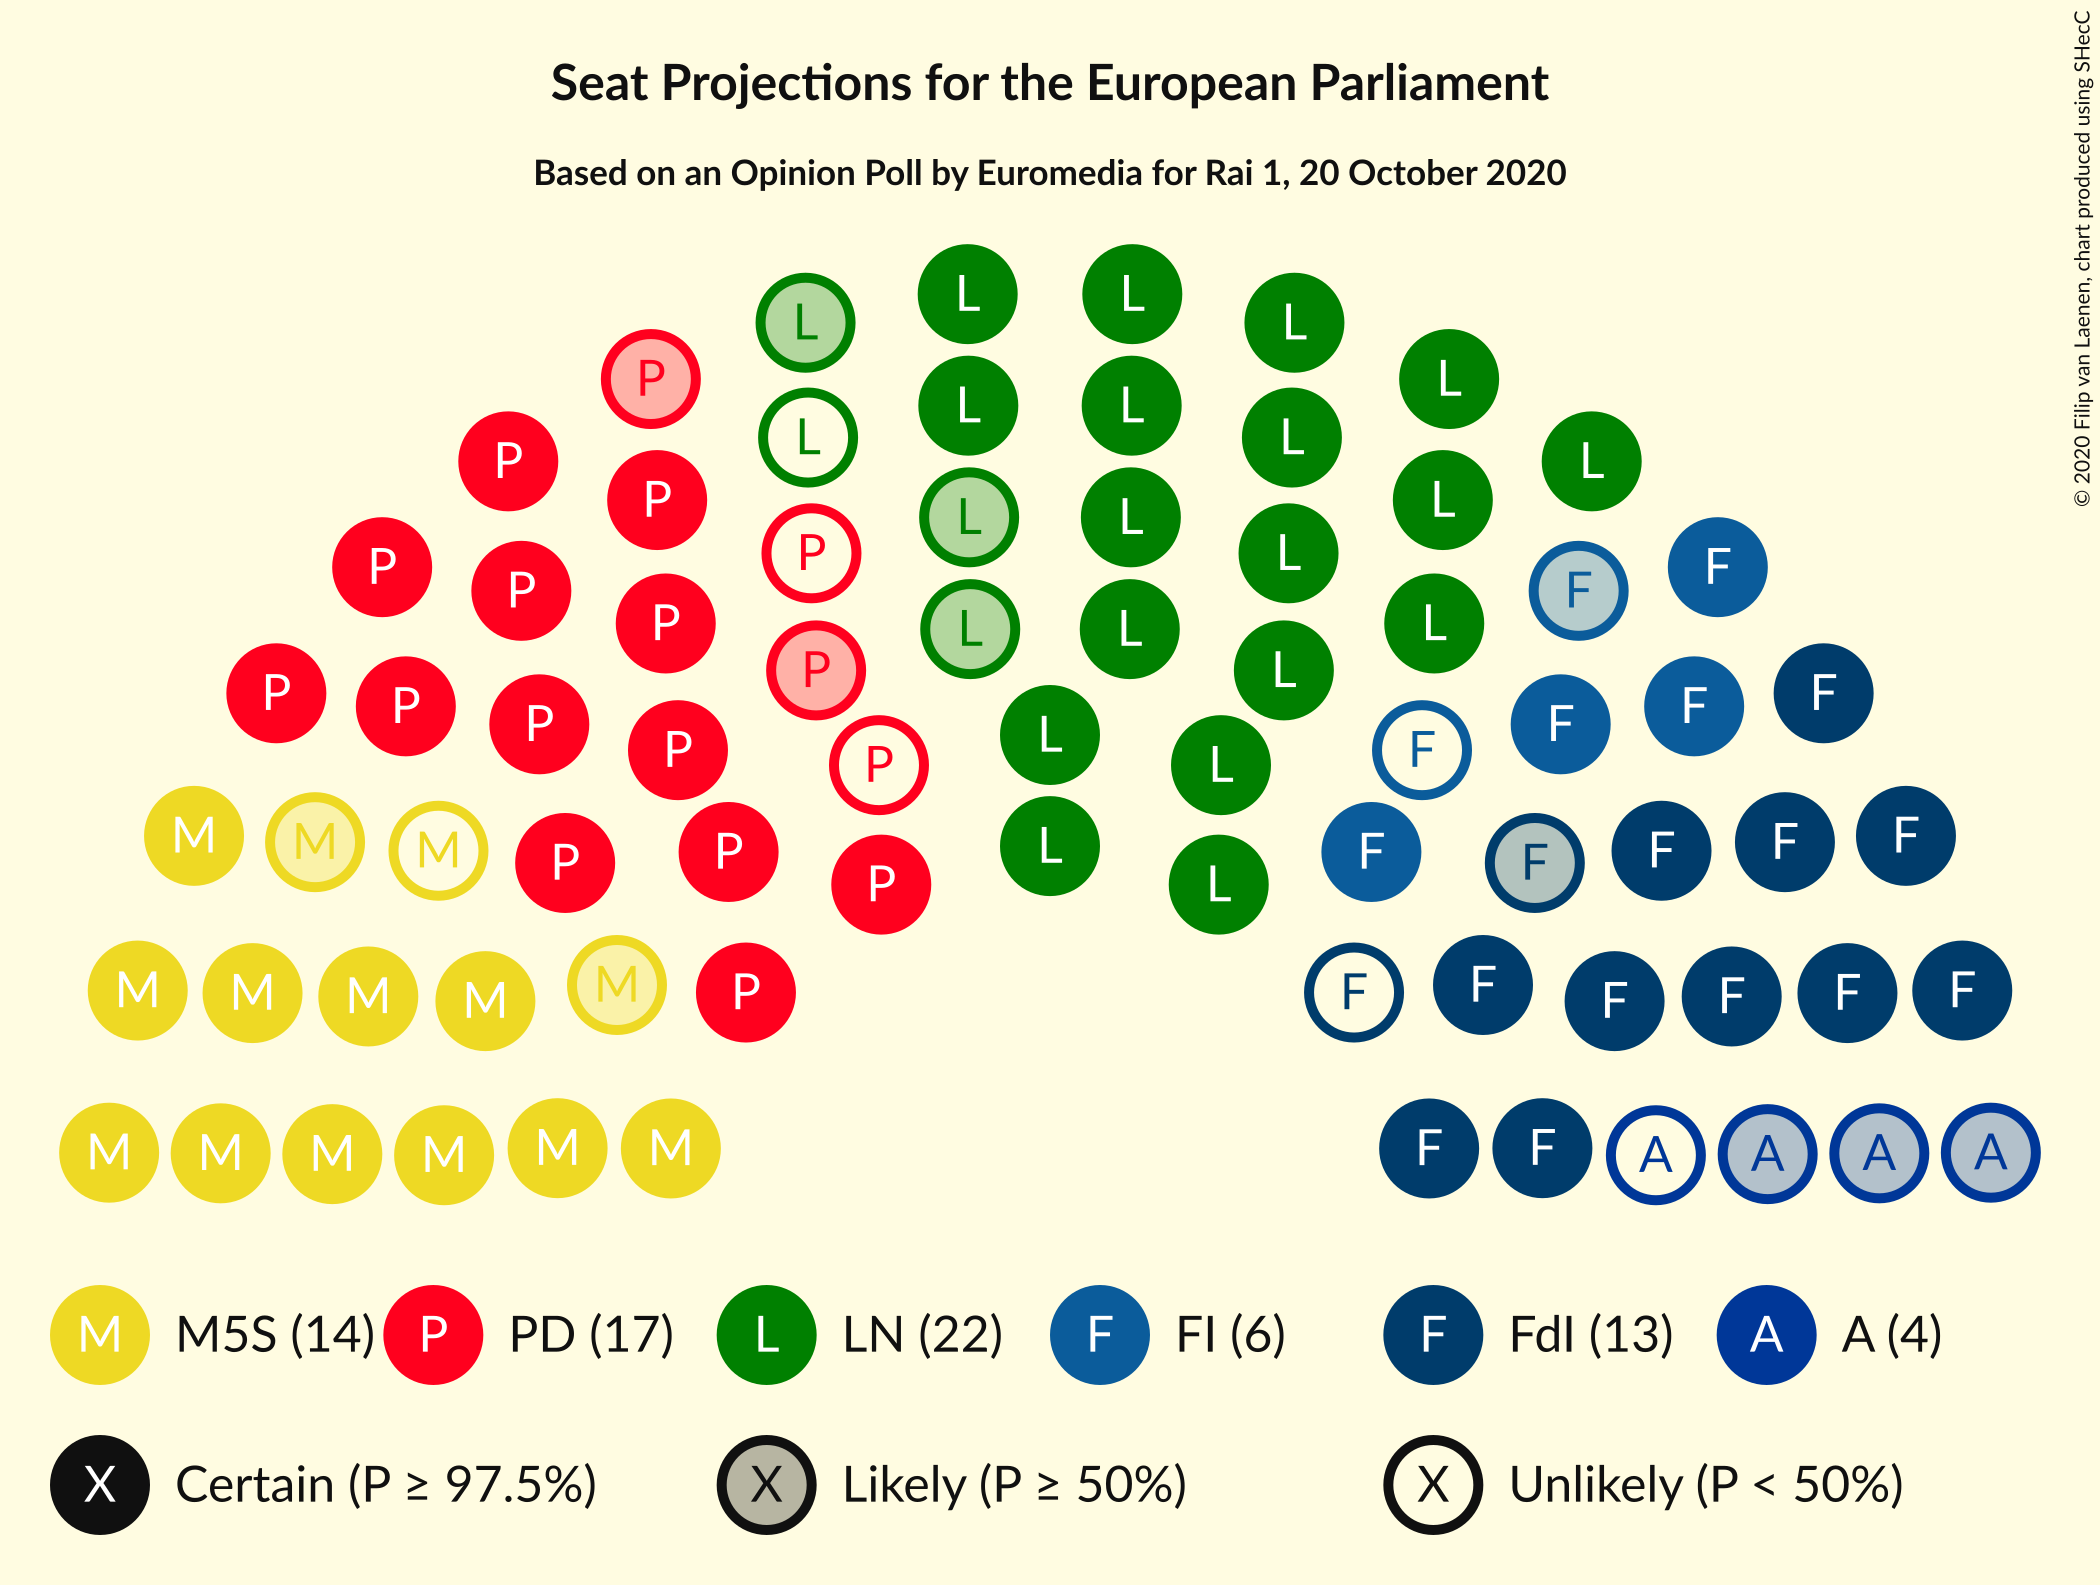 Seat Projections for the European Parliament
Based on an Opinion Poll by Euromedia for Rai 1, 20 October 2020
© 2020 Filip van Laenen, chart produced using SHecC
L L
L L
P L
L L
L L
P L L
P P L L
P L L
P F F
P P L L
P L
P L L
P P F F
P P F F
L
P L
F
M M M P P L F F F F F
P L
M M M M M P F F F F F F
M M M M M M F F A A A A
M M5S (14) P PD (17) L LN (22) F FI (6) F FdI (13) A A (4)
X Certain (P ≥ 97.5%) X Likely (P ≥ 50%) X Unlikely (P < 50%)